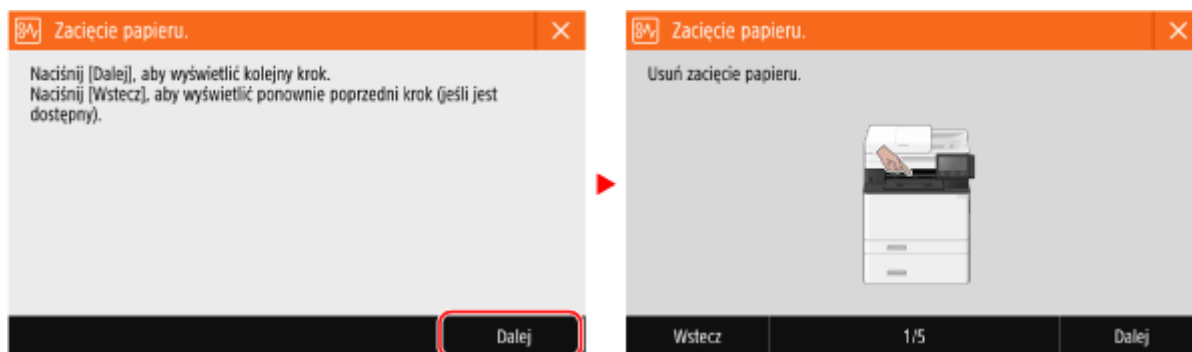 Zacięcie papieru.
Naciśnij [Dalej], aby wyświetlić kolejny krok.
Naciśnij [Wstecz], aby wyświetlić ponownie poprzedni krok (jeśli jest
dostępny).
Dalej
Zacięcie papieru.
Usuń zacięcie papieru.
Wstecz 1/5 Dalej